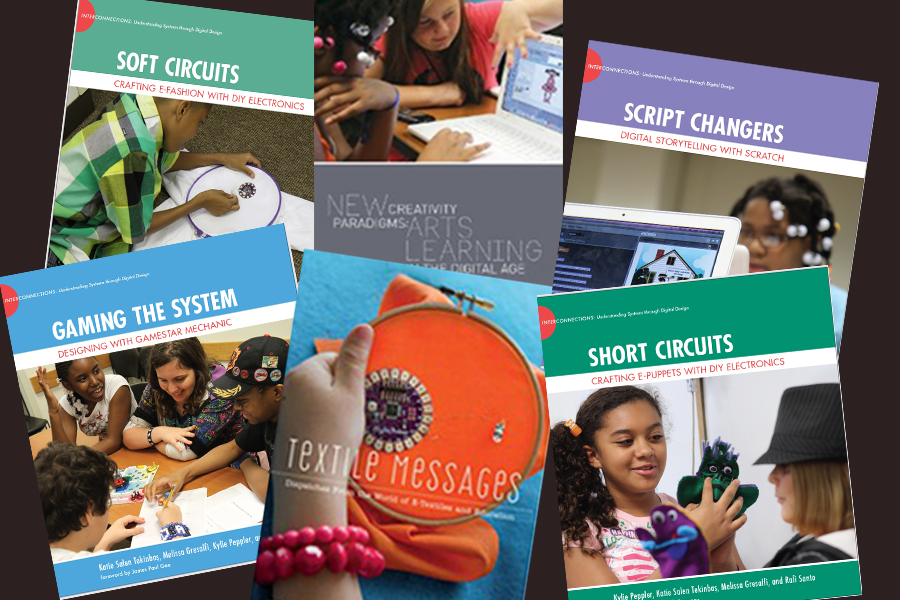 INTERCONNECTIONS: Understanding Systems through Digital Design
SOFT CIRCUITS
CRAFTING E-FASHION WITH DIY ELECTRONICS
NEW CREATIVITY
PARADIGMS: ARTS
LEARNING
THE DIGITAL AGE
INTERCONNECTIONS: Understanding Systems through Digital Design
SCRIPT CHANGERS
DIGITAL STORYTELLING WITH SCRATCH
INTERCONNECTIONS: Understanding Systems through Digital Design
GAMING THE SYSTEM
DESIGNING WITH GAMESTAR MECHANIC
Katie Salen Tekinbaş, Melissa Gresalfi, Kylie Peppler,
foreword by James Paul Gee
TEXTILE MESSAGES
Dispatches From the World of E-Textiles and Education
INTERCONNECTIONS: Understanding Systems through Digital Design
SHORT CIRCUITS
CRAFTING E-PUPPETS WITH DIY ELECTRONICS
Kylie Peppler, Katie Salen Tekinbaş, Melissa Gresalfi, and Rafi Santo